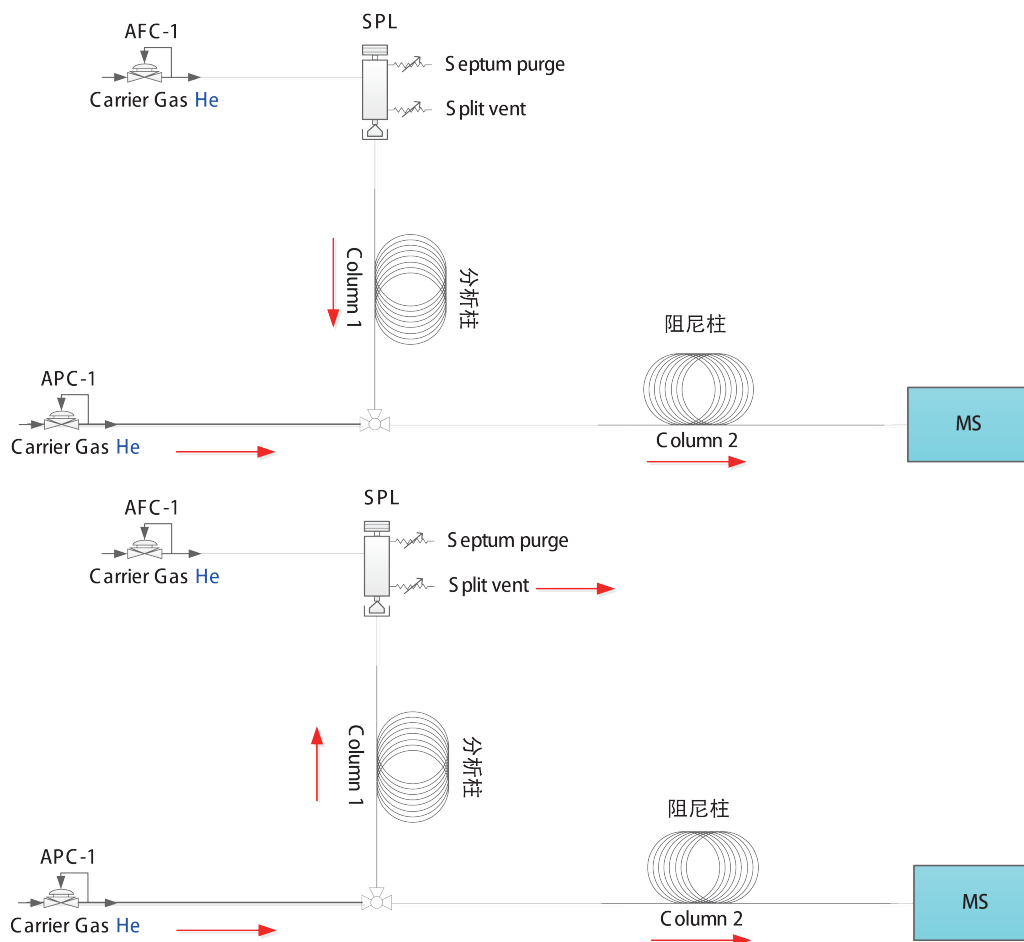 SPL
AFC-1
Septum purge
Carrier Gas He
Split vent
Column 1
分析柱
阻尼柱
APC-1
MS
Column 2
Carrier Gas He
SPL
AFC-1
Septum purge
Carrier Gas He
Split vent
Column 1
分析柱
阻尼柱
APC-1
MS
Column 2
Carrier Gas He